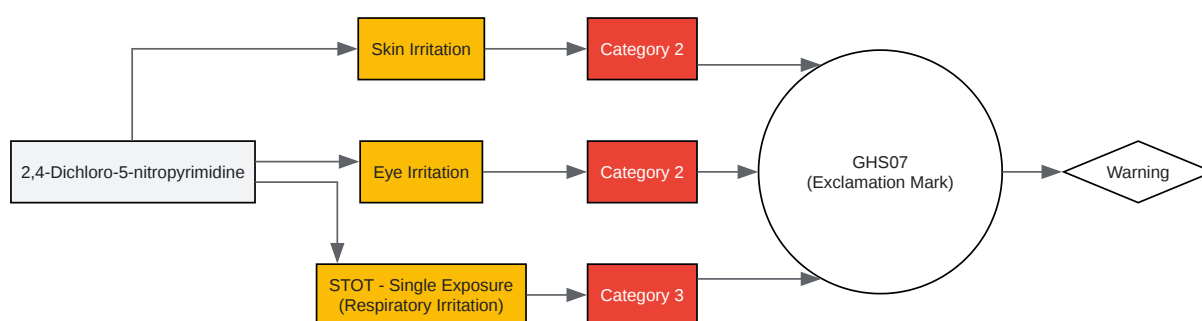 Skin Irritation
Category 2
2,4-Dichloro-5-nitropyrimidine
Eye Irritation
Category 2
GHS07
(Exclamation Mark)
Warning
STOT - Single Exposure
(Respiratory Irritation)
Category 3